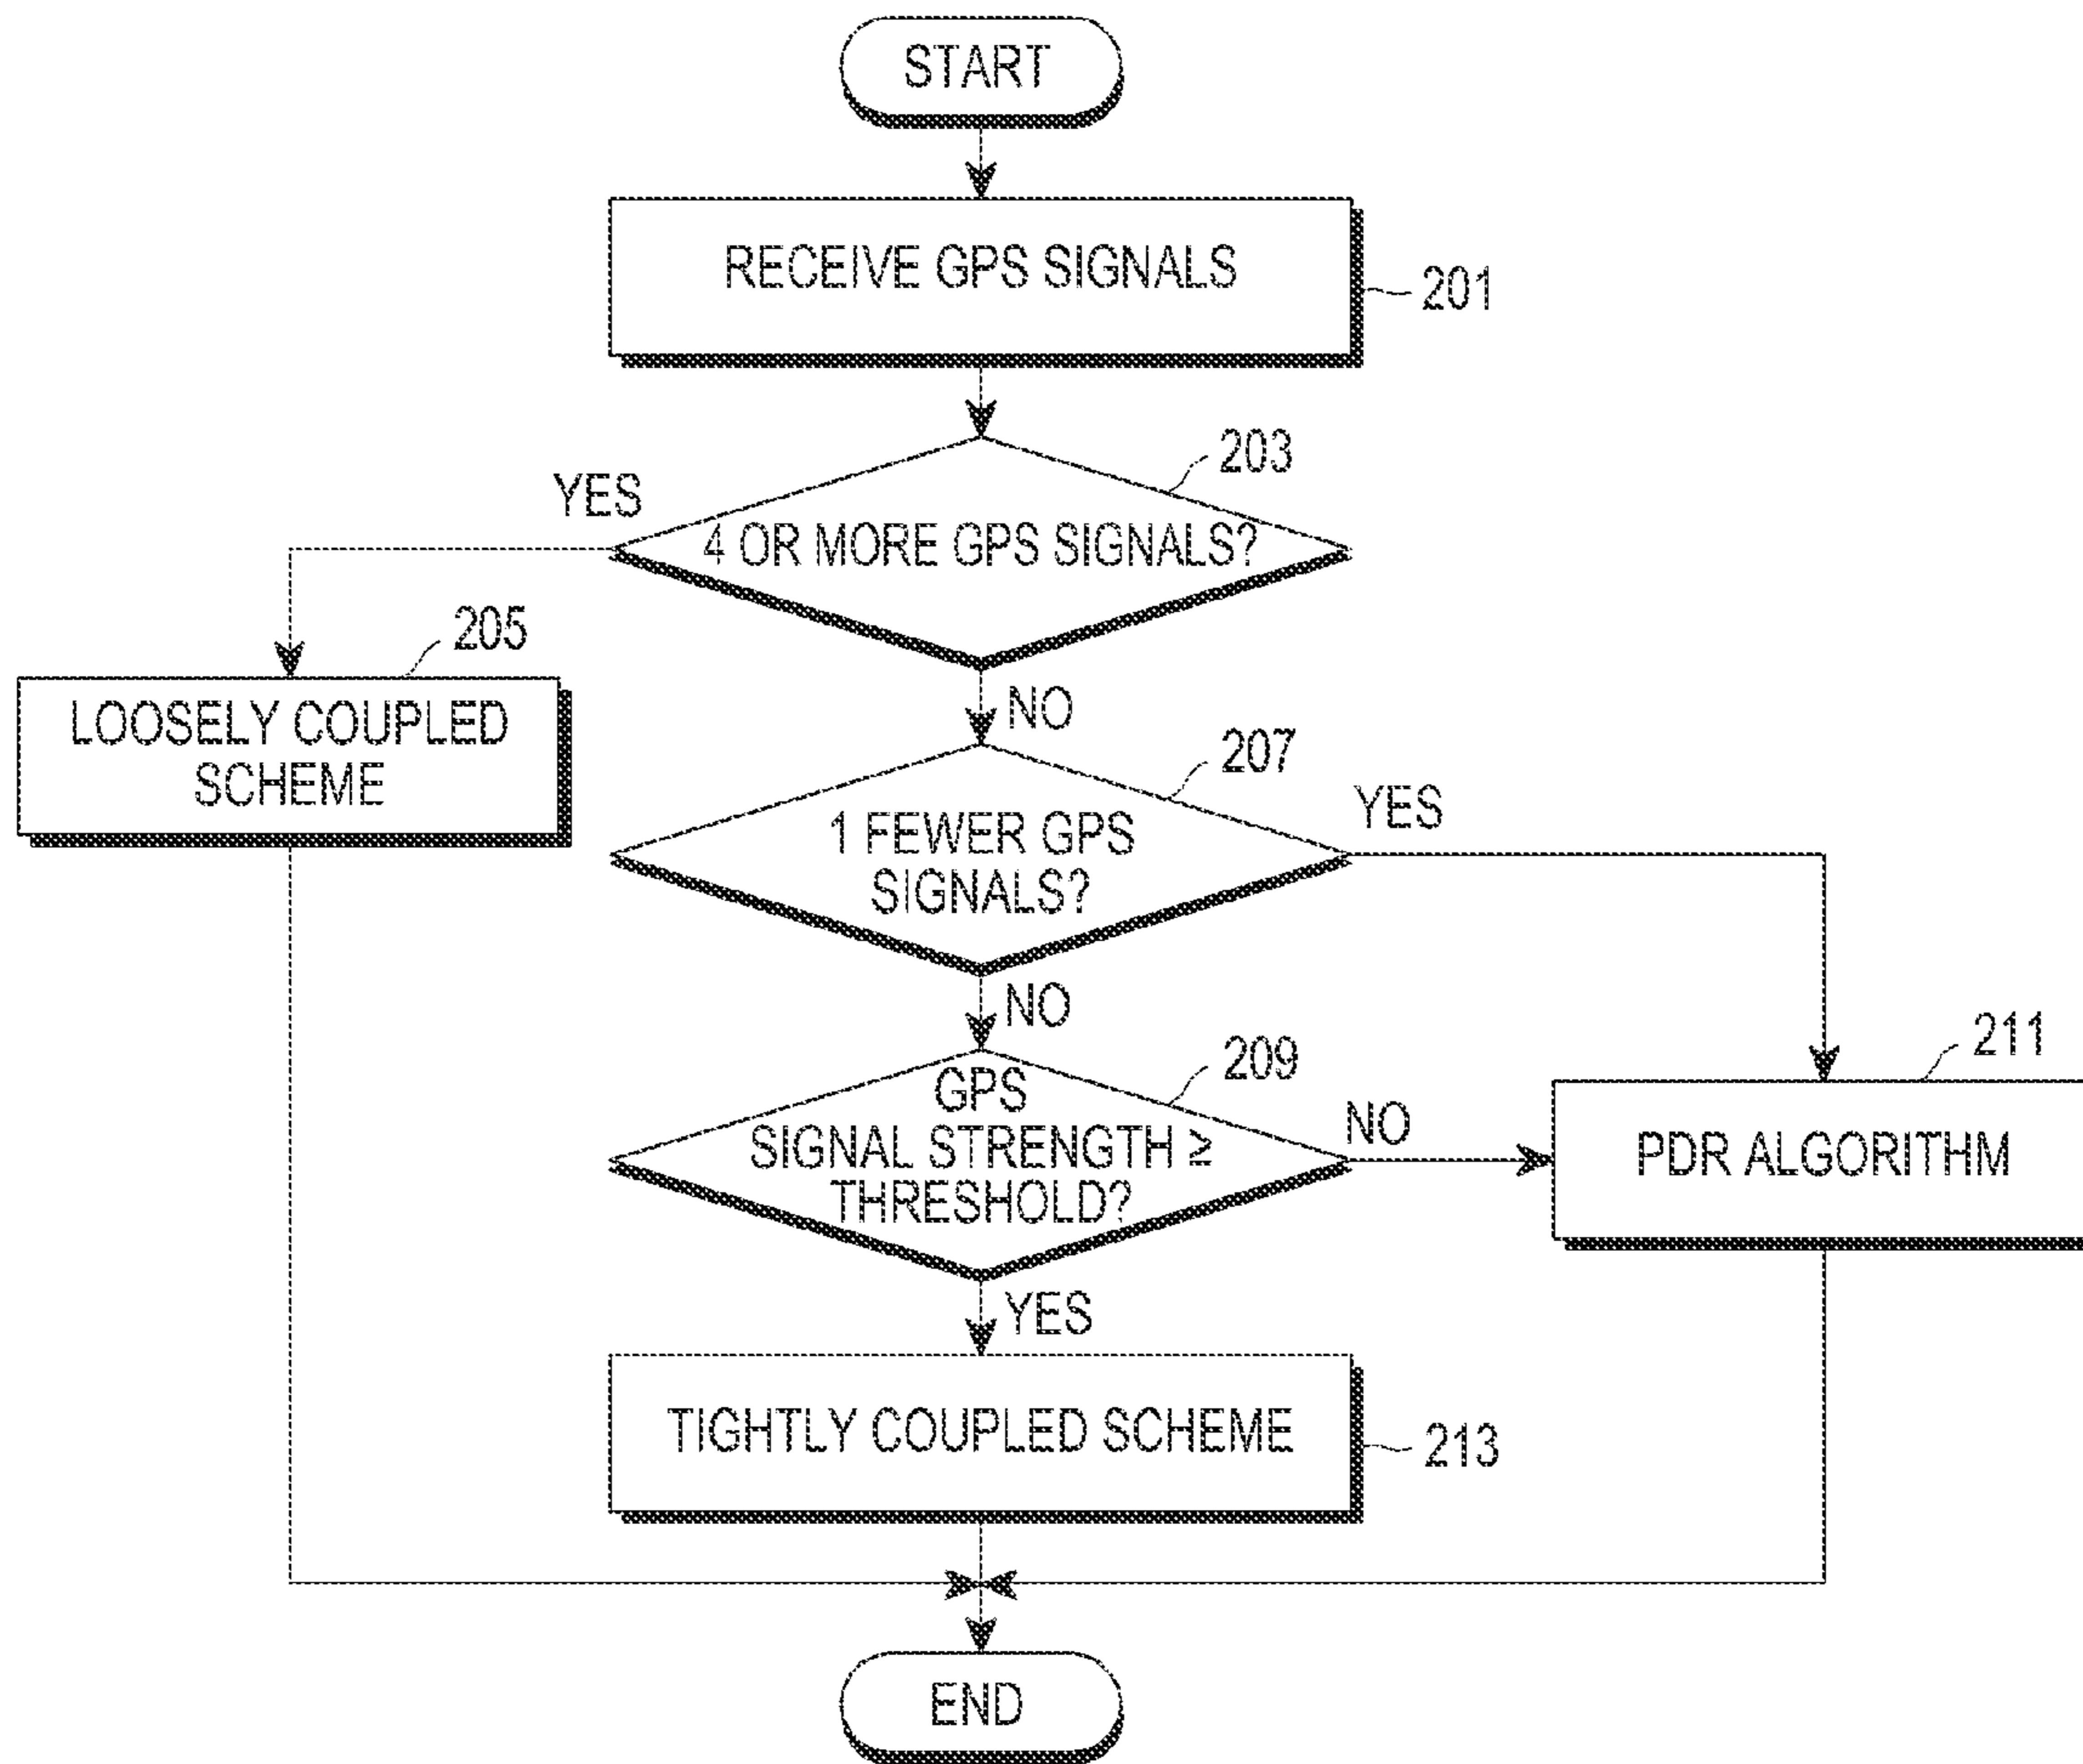 START
RECEIVE GPS SIGNALS
201
203
YES
4 OR MORE GPS SIGNALS?
205
LOOSELY COUPLED
SCHEME
NO
207
YES
1 FEWER GPS
SIGNALS?
NO
209
GPS
SIGNAL STRENGTH ≥
THRESHOLD?
NO
211
PDR ALGORITHM
YES
TIGHTLY COUPLED SCHEME
213
END